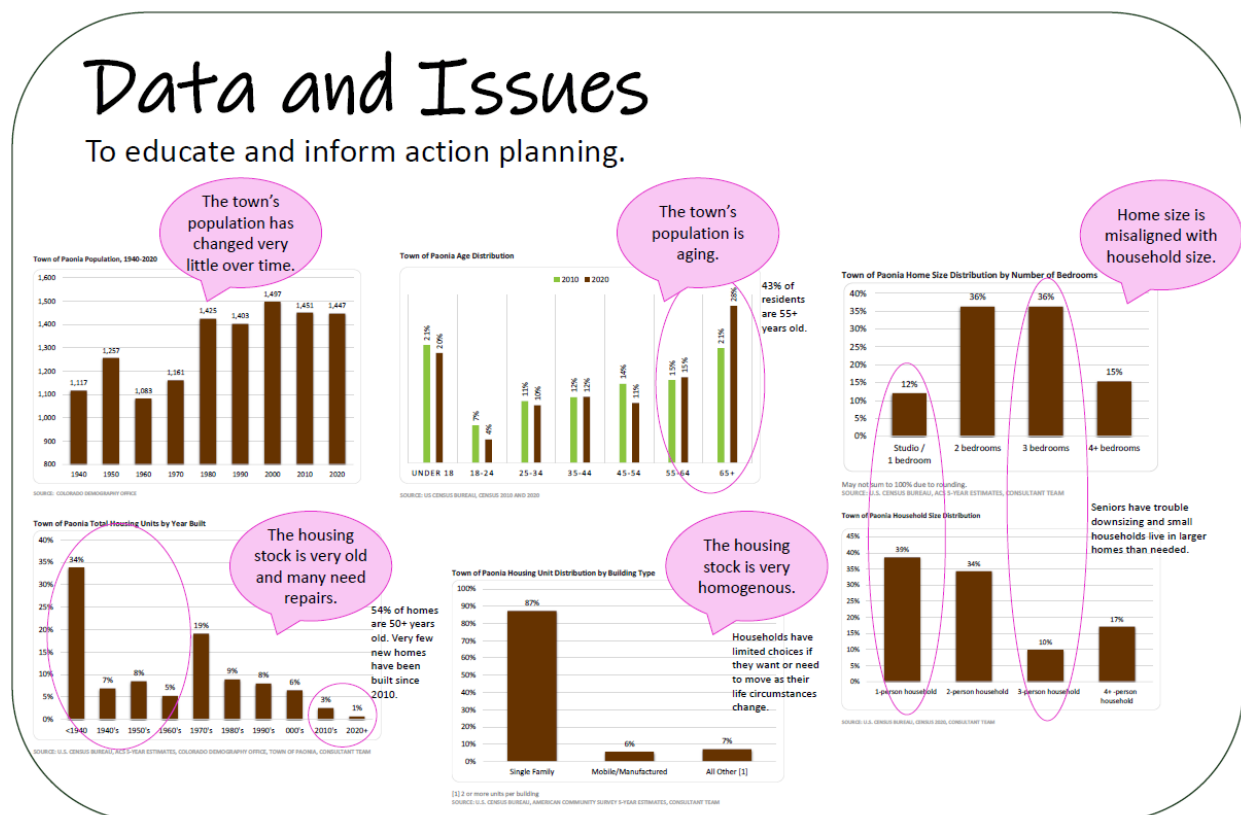 Data and Issues
To educate and inform action planning.
The town's
population has
changed very
little over time.
Town of Paonia Population, 1940-2020
1,600
1,500
1,400
1,300
1,200
1,100
1,000
900
800
1,117
1,257
1,083
1,161
1,425
1,403
1,497
1,451
1,447
1940 1950 1960 1970 1980 1990 2000 2010 2020
SOURCE: COLORADO DEMOGRAPHY OFFICE
The town's
population is
aging.
Town of Paonia Age Distribution
2010 2020
21% 20%
7% 4%
11% 10%
12% 12%
14% 11%
15% 15%
21% 28%
UNDER 18 18-24 25-34 35-44 45-54 55-64 65+
SOURCE: US CENSUS BUREAU, CENSUS 2010 AND 2020
43% of
residents
are 55+
years old.
Home size is
misaligned with
household size.
Town of Paonia Home Size Distribution by Number of Bedrooms
40%
35%
30%
25%
20%
15%
10%
5%
0%
12%
36%
36%
15%
Studio /
1 bedroom
2 bedrooms
3 bedrooms
4+ bedrooms
May not sum to 100% due to rounding.
SOURCE: U.S. CENSUS BUREAU, ACS 5-YEAR ESTIMATES, CONSULTANT TEAM
Town of Paonia Total Housing Units by Year Built
40%
35%
30%
25%
20%
15%
10%
5%
0%
34%
7%
8%
5%
19%
9%
8%
6%
3%
1%
<1940 1940's 1950's 1960's 1970's 1980's 1990's 000's 2010's 2020+
SOURCE: U.S. CENSUS BUREAU, ACS 5-YEAR ESTIMATES, COLORADO DEMOGRAPHY OFFICE, TOWN OF PAONIA, CONSULTANT TEAM
The housing
stock is very old
and many need
repairs.
54% of homes
are 50+ years
old. Very few
new homes
have been
built since
2010.
The housing
stock is very
homogenous.
Town of Paonia Housing Unit Distribution by Building Type
100%
90%
80%
70%
60%
50%
40%
30%
20%
10%
0%
87%
6%
7%
Single Family Mobile/Manufactured All Other [1]
[1] 2 or more units per building
SOURCE: U.S. CENSUS BUREAU, AMERICAN COMMUNITY SURVEY 5-YEAR ESTIMATES, CONSULTANT TEAM
Households have
limited choices if
they want or need
to move as their
life circumstances
change.
Town of Paonia Household Size Distribution
45%
40%
35%
30%
25%
20%
15%
10%
5%
0%
39%
34%
10%
17%
1-person household 2-person household 3-person household 4+ -person
household
SOURCE: U.S. CENSUS BUREAU, CENSUS 2020, CONSULTANT TEAM
Seniors have trouble
downsizing and small
households live in larger
homes than needed.